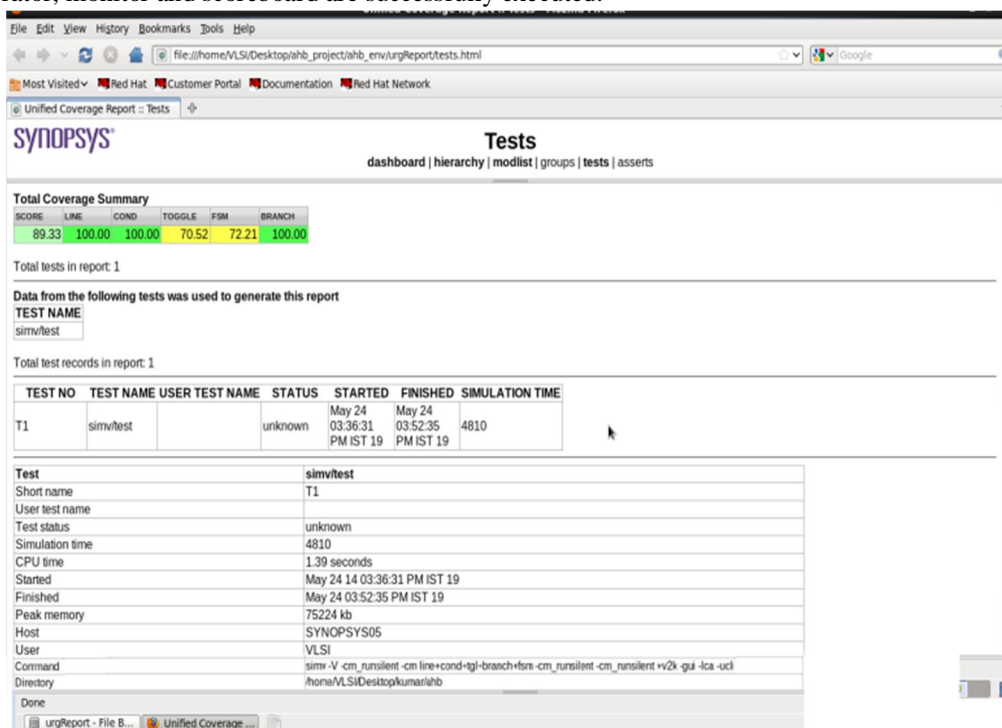 ator, monitor and scoreboard are successfully executed.
Unified Coverage Report :: Tests - Mozilla Firefox
File Edit View History Bookmarks Tools Help
file:///home/VLSI/Desktop/ahb_project/ahb_env/urgReport/tests.html Google
Most Visited Red Hat Customer Portal Documentation Red Hat Network
Unified Coverage Report :: Tests
SYNOPSYS®
Tests
dashboard | hierarchy | modlist | groups | tests | asserts
Total Coverage Summary
SCORE LINE COND TOGGLE FSM BRANCH
89.33 100.00 100.00 70.52 72.21 100.00
Total tests in report: 1
Data from the following tests was used to generate this report
TEST NAME
simv/test
Total test records in report: 1
TEST NO TEST NAME USER TEST NAME STATUS STARTED FINISHED SIMULATION TIME
T1 simv/test unknown May 24 03:36:31 PM IST 19 May 24 03:52:35 PM IST 19 4810
Test simv/test
Short name T1
User test name
Test status unknown
Simulation time 4810
CPU time 1.39 seconds
Started May 24 14 03:36:31 PM IST 19
Finished May 24 03:52:35 PM IST 19
Peak memory 75224 kb
Host SYNOPSYS05
User VLSI
Command simv -V -cm_runsilent -cm line+cond+tgl-branch+fsm -cm_runsilent -cm_runsilent +v2k -gui -lca -ucli
Directory /home/VLSI/Desktop/kumar/ahb
Done
urgReport - File B... Unified Coverage ...